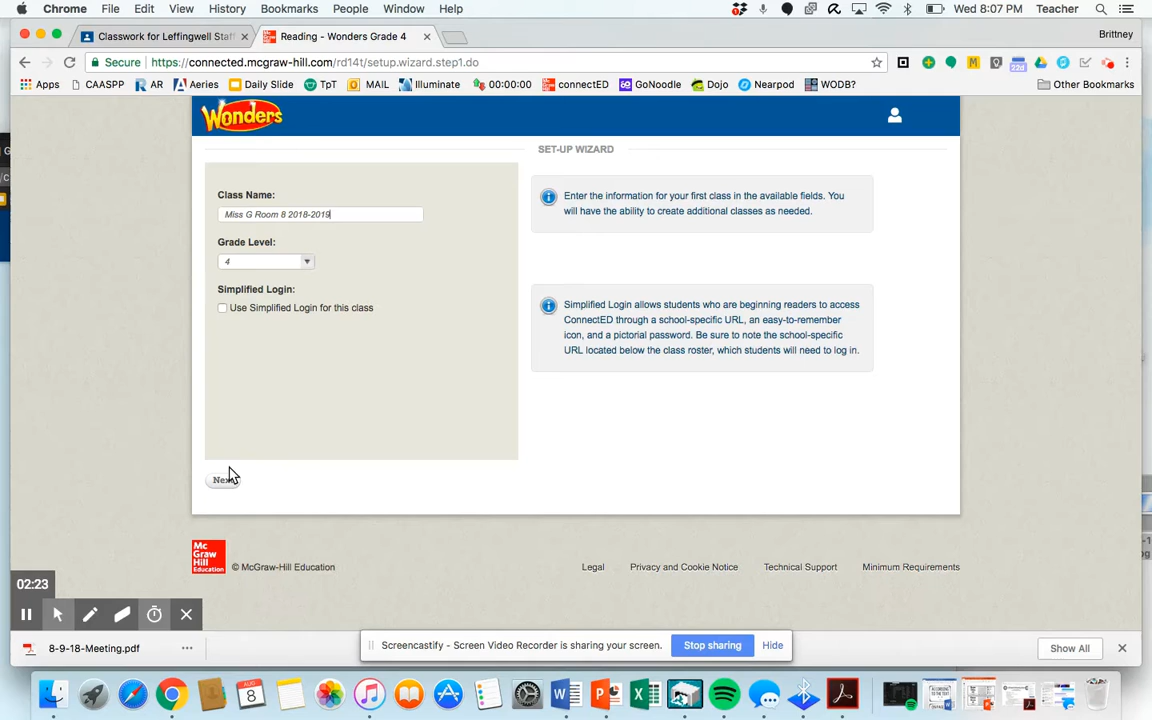 Chrome File Edit View History Bookmarks People Window Help Wed 8:07 PM Teacher
Classwork for Leffingwell Staff Reading - Wonders Grade 4 Brittney
Secure https://connected.mcgraw-hill.com/rd14t/setup.wizard.step1.do
Apps CAASPP AR Aeries Daily Slide TpT MAIL Illuminate 00:00:00 connectED GoNoodle Dojo Nearpod WODB? Other Bookmarks
Wonders
SET-UP WIZARD
Class Name:
Miss G Room 8 2018-2019
Grade Level:
4
Simplified Login:
Use Simplified Login for this class
Enter the information for your first class in the available fields. You
will have the ability to create additional classes as needed.
Simplified Login allows students who are beginning readers to access
ConnectED through a school-specific URL, an easy-to-remember
icon, and a pictorial password. Be sure to note the school-specific
URL located below the class roster, which students will need to log in.
Next
Mc
Graw
Hill
Education
© McGraw-Hill Education Legal Privacy and Cookie Notice Technical Support Minimum Requirements
02:23
8-9-18-Meeting.pdf
Screencastify - Screen Video Recorder is sharing your screen. Stop sharing Hide
Show All
AUG
8